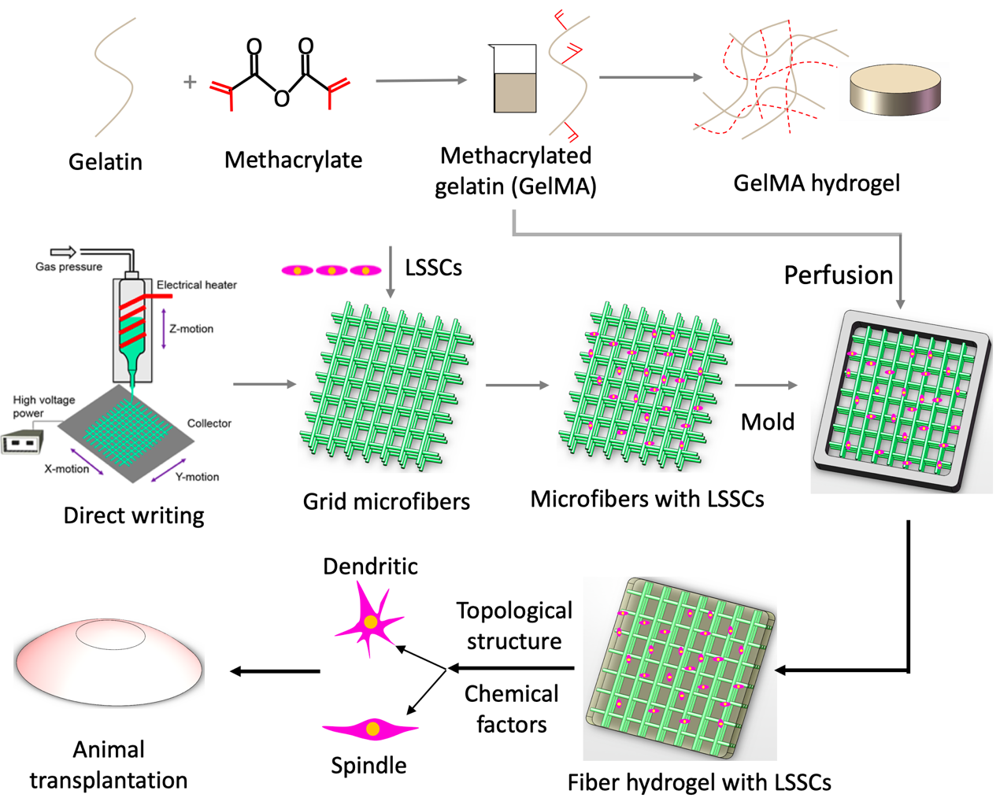 O
O
+
O
Gelatin
Methacrylate
Methacrylated
gelatin (GelMA)
GelMA hydrogel
Gas pressure
Electrical heater
Z-motion
High voltage
power
Collector
X-motion
Y-motion
Direct writing
LSSCs
Grid microfibers
Microfibers with LSSCs
Mold
Perfusion
Fiber hydrogel with LSSCs
Topological
structure
Chemical
factors
Dendritic
Spindle
Animal
transplantation